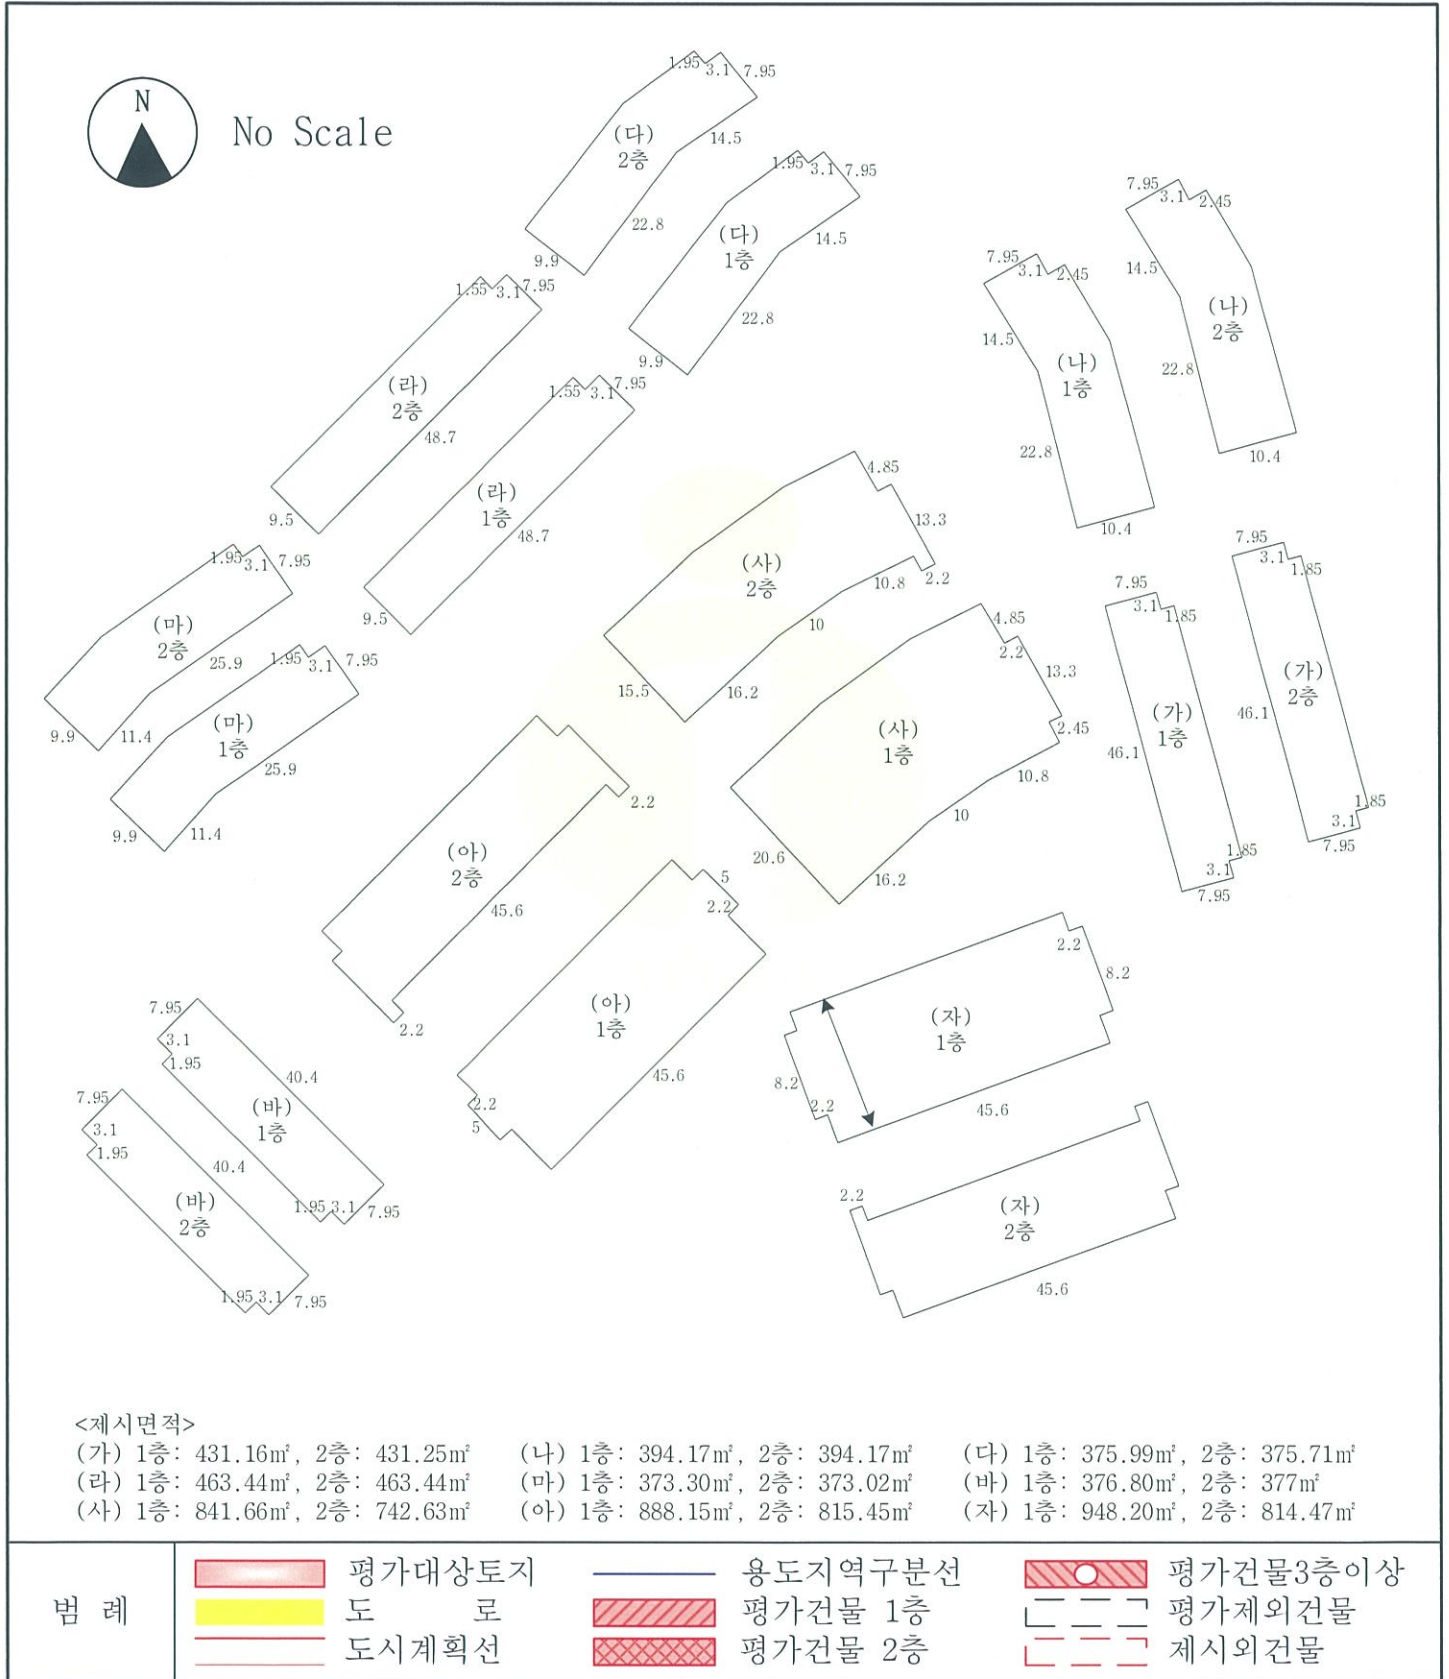 N
No Scale
1.95 3.1 7.95
(다)
2층
14.5
22.8
9.9
1.95 3.1 7.95
(다)
1층
14.5
22.8
9.9
7.95
3.1 2.45
14.5
(나)
2층
22.8
10.4
7.95
3.1 2.45
14.5
(나)
1층
22.8
10.4
1.55 3.1 7.95
(라)
2층
48.7
9.5
1.55 3.1 7.95
(라)
1층
48.7
9.5
4.85
13.3
(사)
2층
10.8 2.2
10
15.5 16.2
4.85
2.2
13.3
(사)
1층
2.45
10.8
10
20.6
16.2
7.95
3.1
1.85
(가)
2층
46.1
1.85
3.1
7.95
7.95
3.1
1.85
(가)
1층
46.1
1.85
3.1
7.95
1.95 3.1 7.95
(마)
2층
25.9
9.9 11.4
1.95 3.1 7.95
(마)
1층
25.9
9.9 11.4
2.2
(아)
2층
45.6
2.2
5
2.2
(아)
1층
45.6
2.2
5
2.2
8.2
(자)
1층
8.2
2.2
45.6
2.2
(자)
2층
45.6
7.95
3.1
1.95
40.4
(바)
1층
1.95 3.1 7.95
7.95
3.1
1.95
40.4
(바)
2층
1.95 3.1 7.95
<제시면적>
(가) 1층: 431.16㎡, 2층: 431.25㎡ (나) 1층: 394.17㎡, 2층: 394.17㎡ (다) 1층: 375.99㎡, 2층: 375.71㎡
(라) 1층: 463.44㎡, 2층: 463.44㎡ (마) 1층: 373.30㎡, 2층: 373.02㎡ (바) 1층: 376.80㎡, 2층: 377㎡
(사) 1층: 841.66㎡, 2층: 742.63㎡ (아) 1층: 888.15㎡, 2층: 815.45㎡ (자) 1층: 948.20㎡, 2층: 814.47㎡
범 례
평가대상토지 용도지역구분선 평가건물3층이상
도 로 평가건물 1층 평가제외건물
도시계획선 평가건물 2층 제시외건물